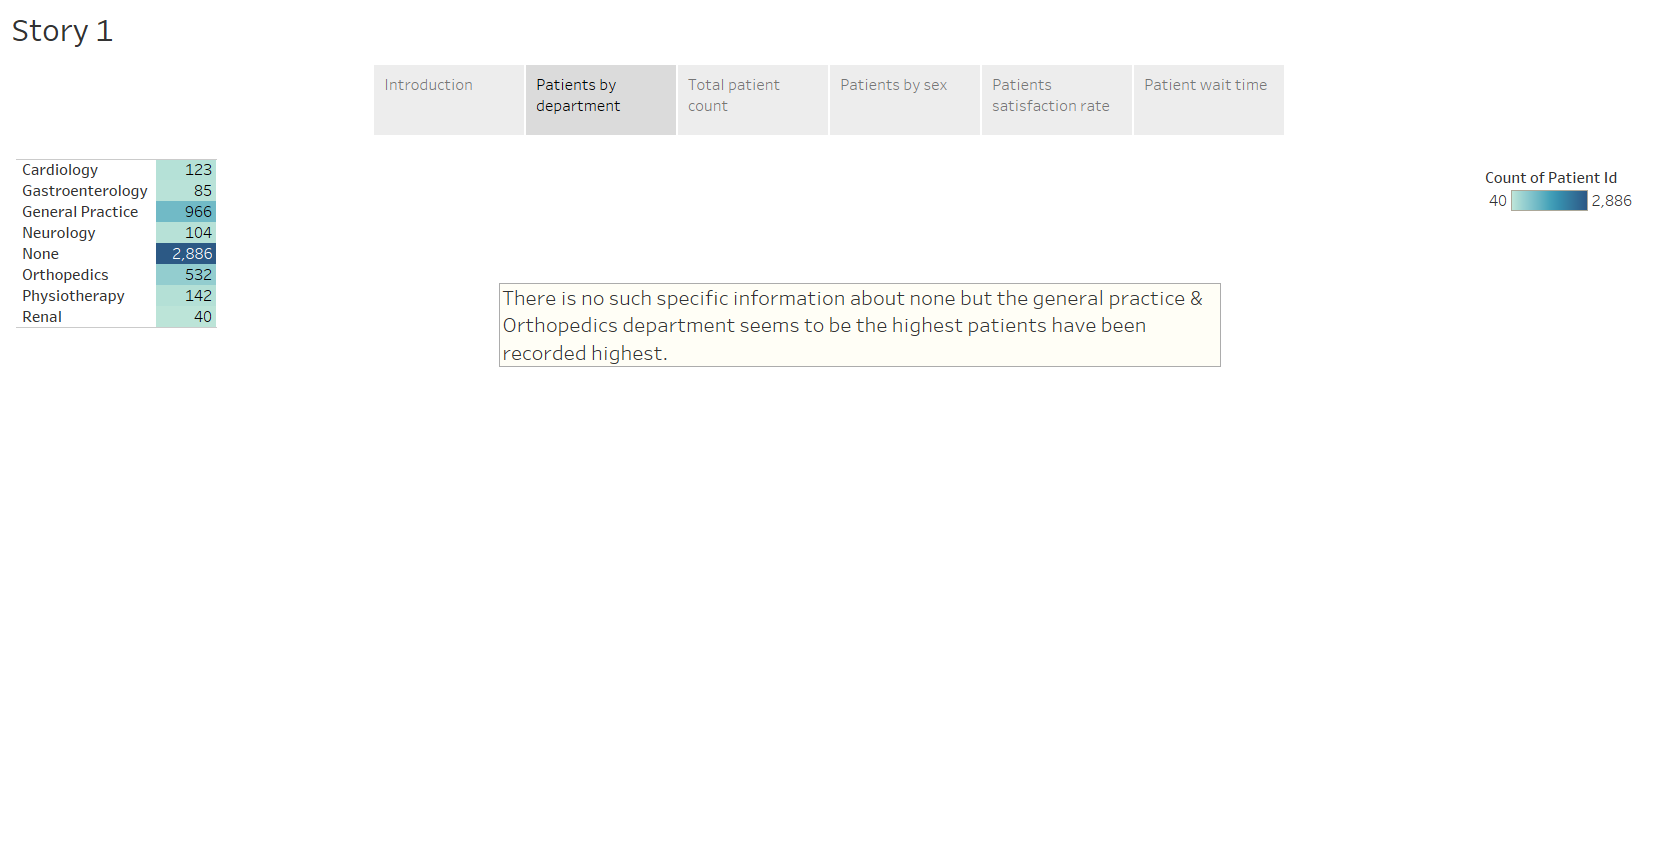 Story 1
Introduction
Patients by
department
Total patient
count
Patients by sex
Patients
satisfaction rate
Patient wait time
Cardiology 123
Gastroenterology 85
General Practice 966
Neurology 104
None 2,886
Orthopedics 532
Physiotherapy 142
Renal 40
Count of Patient Id
40 2,886
There is no such specific information about none but the general practice &
Orthopedics department seems to be the highest patients have been
recorded highest.